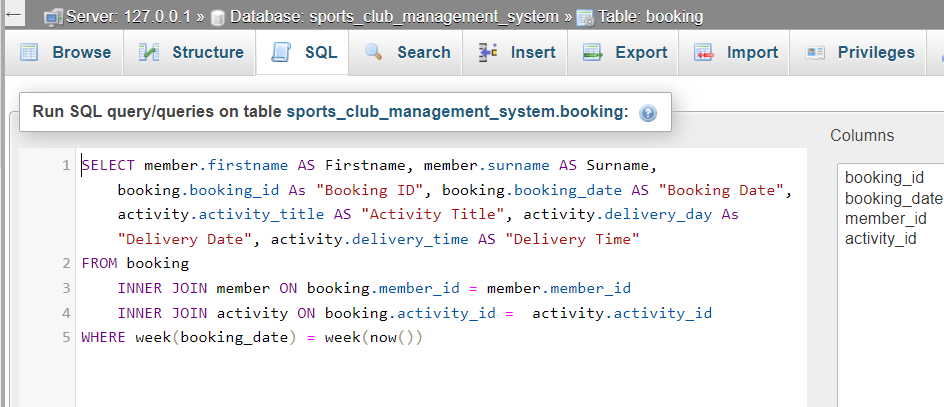 Server: 127.0.0.1 » Database: sports_club_management_system » Table: booking
Browse Structure SQL Search Insert Export Import Privileges
Run SQL query/queries on table sports_club_management_system.booking:
Columns
1 SELECT member.firstname AS Firstname, member.surname AS Surname,
booking.booking_id As "Booking ID", booking.booking_date AS "Booking Date",
activity.activity_title AS "Activity Title", activity.delivery_day As
"Delivery Date", activity.delivery_time AS "Delivery Time"
2 FROM booking
3 INNER JOIN member ON booking.member_id = member.member_id
4 INNER JOIN activity ON booking.activity_id =  activity.activity_id
5 WHERE week(booking_date) = week(now())
booking_id
booking_date
member_id
activity_id